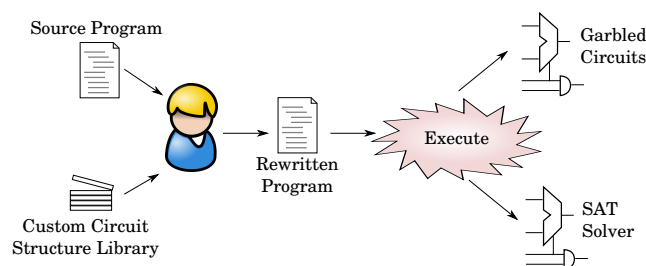 Source Program
Custom Circuit
Structure Library
Rewritten
Program
Execute
Garbled
Circuits
SAT
Solver